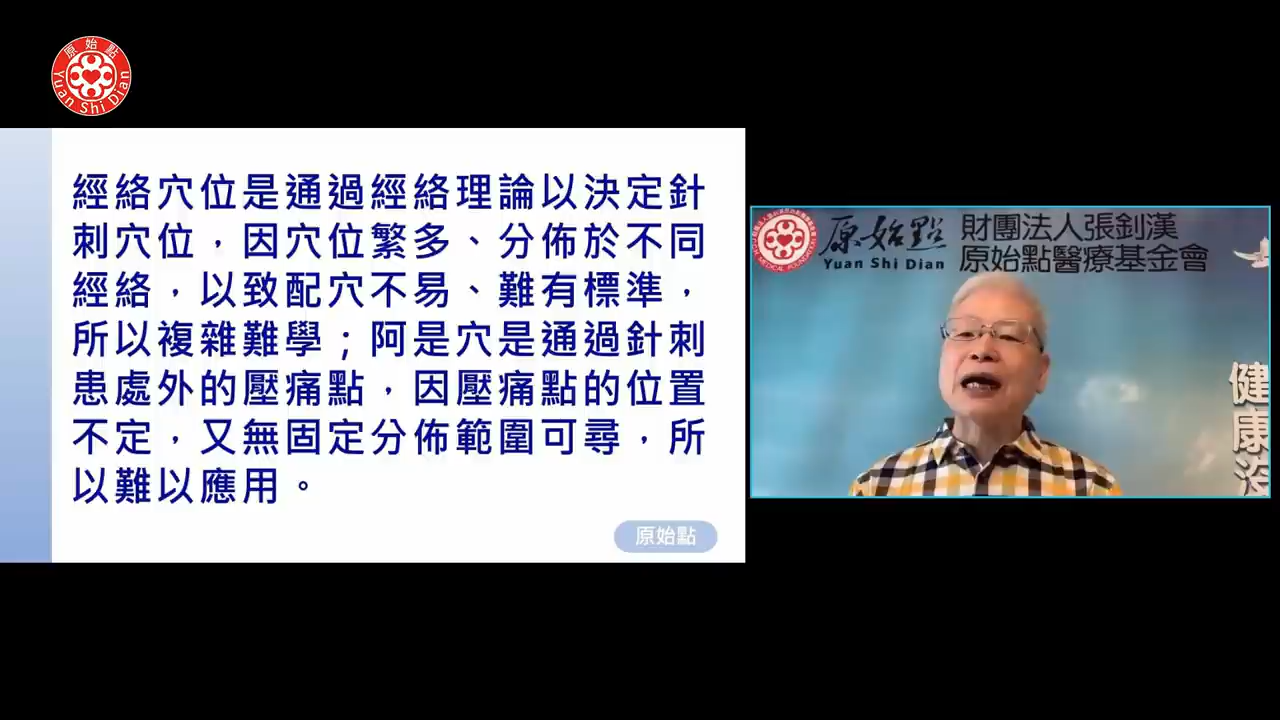 原始點
Yuan Shi Dian
經絡穴位是通過經絡理論以決定針
刺穴位，因穴位繁多、分佈於不同
經絡，以致配穴不易、難有標準，
所以複雜難學；阿是穴是通過針刺
患處外的壓痛點，因壓痛點的位置
不定，又無固定分佈範圍可尋，所
以難以應用。
原始點
原始點
Yuan Shi Dian
財團法人張釗漢
原始點醫療基金會
健康